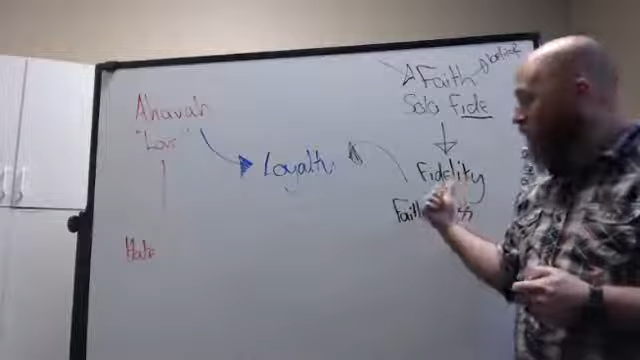 Ahavah
"Love"
Loyalty
Hate
Faith
Sola Fide
Fidelity